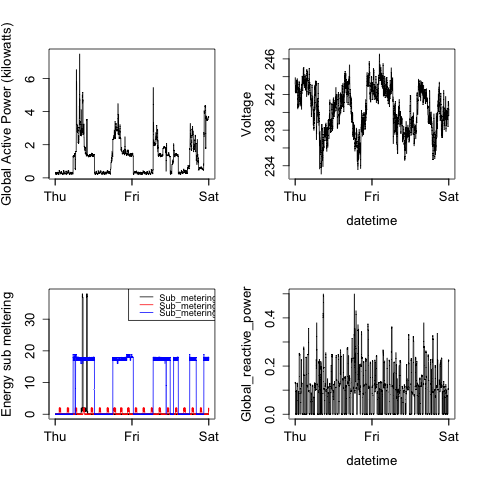 Global Active Power (kilowatts)
0 2 4 6
Thu Fri Sat
Voltage
234 238 242 246
Thu Fri Sat
datetime
Energy sub meltering
0 10 20 30
Sub_metering
Sub_metering
Sub_metering
Thu Fri Sat
Global_reactive_power
0.0 0.2 0.4
Thu Fri Sat
datetime